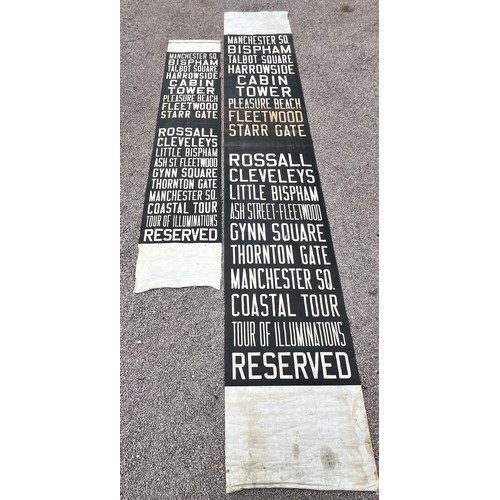 MANCHESTER SQ.
BISPHAM
TALBOT SQUARE
HARROWSIDE
CABIN
TOWER
PLEASURE BEACH
FLEETWOOD
STARR GATE
ROSSALL
CLEVELEYS
LITTLE BISPHAM
ASH ST. FLEETWOOD
GYNN SQUARE
THORNTON GATE
MANCHESTER SQ.
COASTAL TOUR
TOUR OF ILLUMINATIONS
RESERVED
MANCHESTER SQ.
BISPHAM
TALBOT SQUARE
HARROWSIDE
CABIN
TOWER
PLEASURE BEACH
FLEETWOOD
STARR GATE
ROSSALL
CLEVELEYS
LITTLE BISPHAM
ASH STREET-FLEETWOOD
GYNN SQUARE
THORNTON GATE
MANCHESTER SQ.
COASTAL TOUR
TOUR OF ILLUMINATIONS
RESERVED